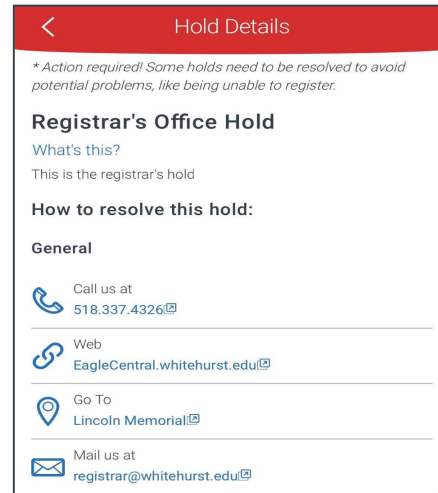 Hold Details
* Action required! Some holds need to be resolved to avoid
potential problems, like being unable to register.
Registrar's Office Hold
What's this?
This is the registrar's hold
How to resolve this hold:
General
Call us at
518.337.4326
Web
EagleCentral.whitehurst.edu
Go To
Lincoln Memorial
Mail us at
registrar@whitehurst.edu